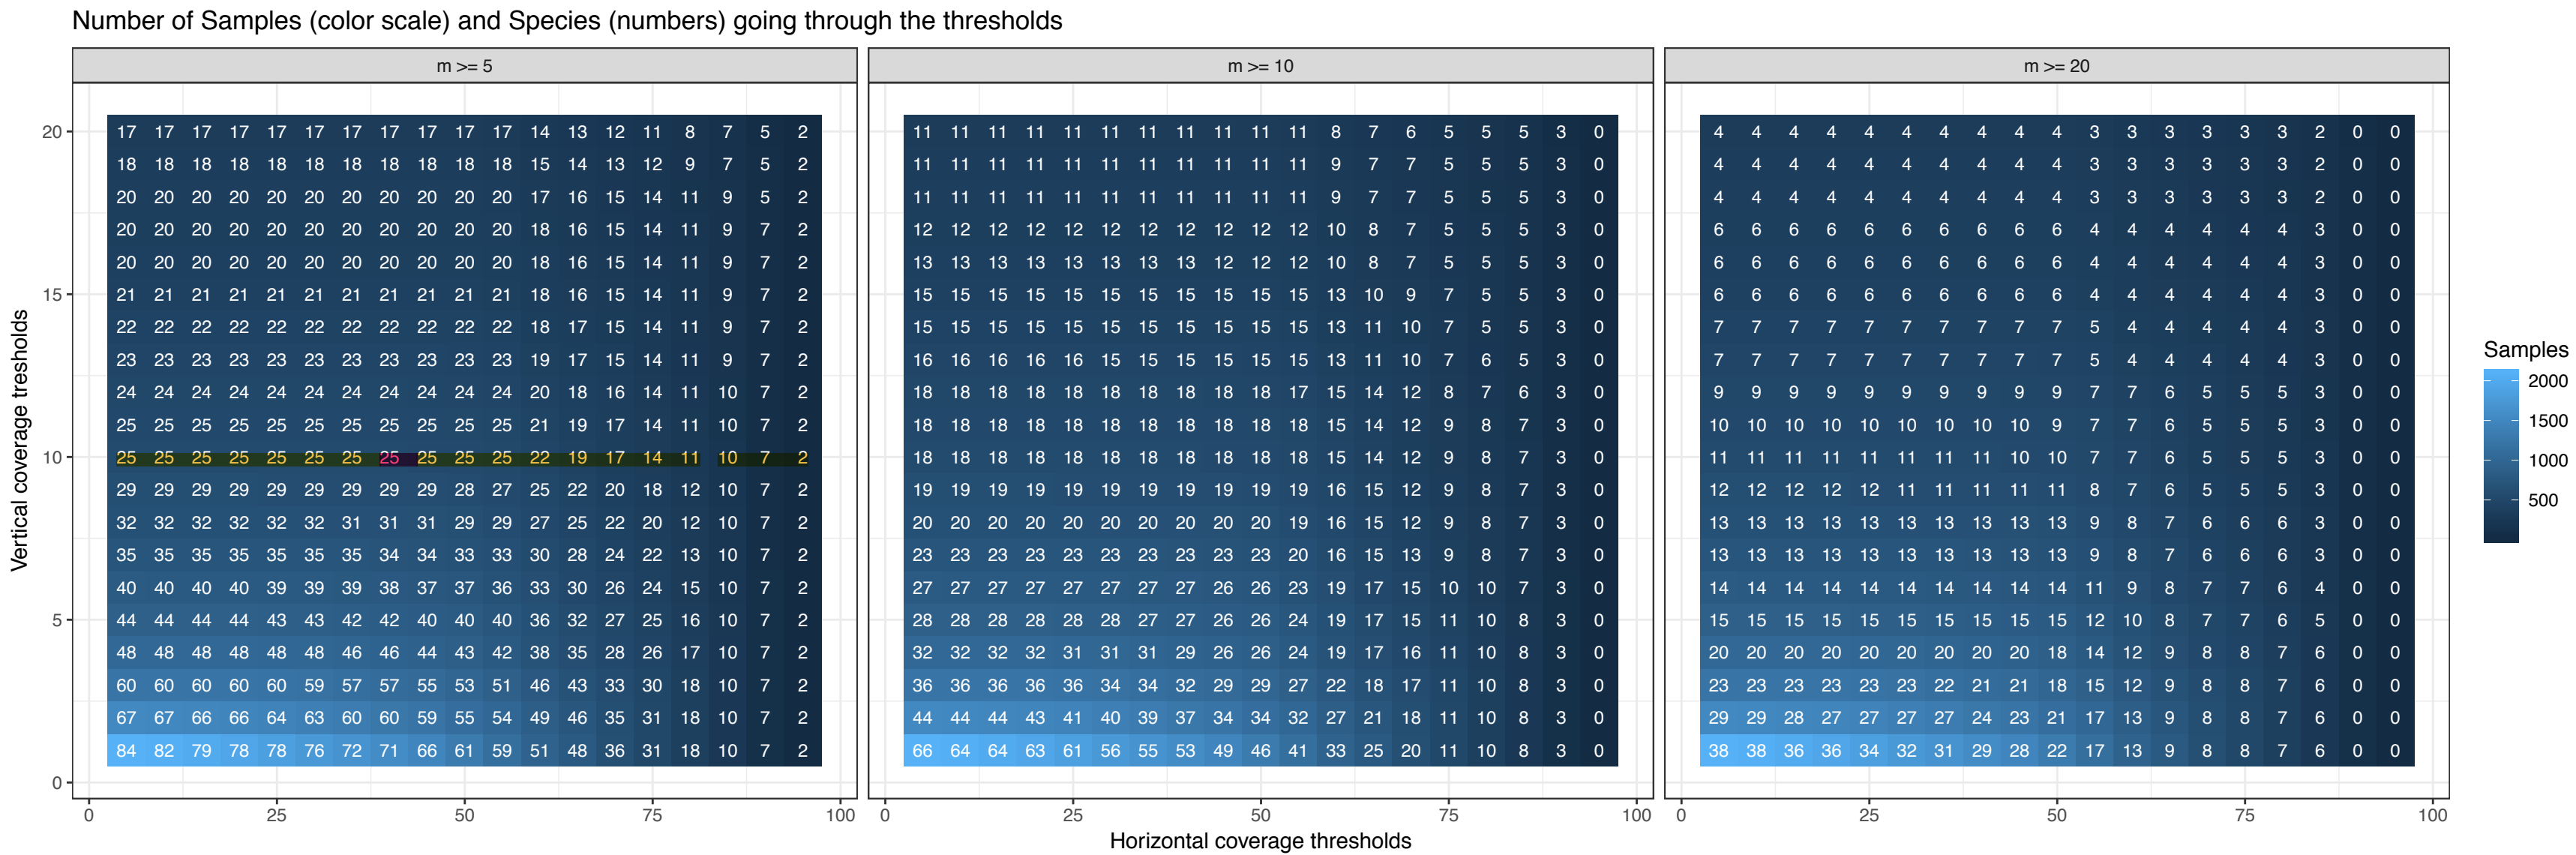 Number of Samples (color scale) and Species (numbers) going through the thresholds
m >= 5 m >= 10 m >= 20
20 17 17 17 17 17 17 17 17 17 17 17 14 13 12 11 8 7 5 2 11 11 11 11 11 11 11 11 11 11 11 8 7 6 5 5 5 3 0 4 4 4 4 4 4 4 4 4 4 3 3 3 3 3 3 2 0 0
18 18 18 18 18 18 18 18 18 18 18 15 14 13 12 9 7 5 2 11 11 11 11 11 11 11 11 11 11 11 9 7 7 5 5 5 3 0 4 4 4 4 4 4 4 4 4 4 3 3 3 3 3 3 2 0 0
20 20 20 20 20 20 20 20 20 20 20 17 16 15 14 11 9 5 2 11 11 11 11 11 11 11 11 11 11 11 9 7 7 5 5 5 3 0 4 4 4 4 4 4 4 4 4 4 3 3 3 3 3 3 2 0 0
20 20 20 20 20 20 20 20 20 20 20 18 16 15 14 11 9 7 2 12 12 12 12 12 12 12 12 12 12 12 10 8 7 5 5 5 3 0 6 6 6 6 6 6 6 6 6 6 4 4 4 4 4 4 3 0 0
20 20 20 20 20 20 20 20 20 20 20 18 16 15 14 11 9 7 2 13 13 13 13 13 13 13 13 12 12 12 10 8 7 5 5 5 3 0 6 6 6 6 6 6 6 6 6 6 4 4 4 4 4 4 3 0 0
15 21 21 21 21 21 21 21 21 21 21 21 18 16 15 14 11 9 7 2 15 15 15 15 15 15 15 15 15 15 15 13 10 9 7 5 5 3 0 6 6 6 6 6 6 6 6 6 6 4 4 4 4 4 4 3 0 0
22 22 22 22 22 22 22 22 22 22 22 18 17 15 14 11 9 7 2 15 15 15 15 15 15 15 15 15 15 15 13 11 10 7 5 5 3 0 7 7 7 7 7 7 7 7 7 7 5 4 4 4 4 4 3 0 0
23 23 23 23 23 23 23 23 23 23 23 19 17 15 14 11 9 7 2 16 16 16 16 16 15 15 15 15 15 15 13 11 10 7 6 5 3 0 7 7 7 7 7 7 7 7 7 7 5 4 4 4 4 4 3 0 0
24 24 24 24 24 24 24 24 24 24 24 20 18 16 14 11 10 7 2 18 18 18 18 18 18 18 18 18 18 17 15 14 12 8 7 6 3 0 9 9 9 9 9 9 9 9 9 9 7 7 6 5 5 5 3 0 0
25 25 25 25 25 25 25 25 25 25 25 21 19 17 14 11 10 7 2 18 18 18 18 18 18 18 18 18 18 18 15 14 12 9 8 7 3 0 10 10 10 10 10 10 10 10 10 9 7 7 6 5 5 5 3 0 0
10 25 25 25 25 25 25 25 25 25 25 25 22 19 17 14 11 10 7 2 18 18 18 18 18 18 18 18 18 18 18 15 14 12 9 8 7 3 0 11 11 11 11 11 11 11 11 10 10 7 7 6 5 5 5 3 0 0
29 29 29 29 29 29 29 29 29 28 27 25 22 20 18 12 10 7 2 19 19 19 19 19 19 19 19 19 19 19 16 15 12 9 8 7 3 0 12 12 12 12 12 11 11 11 11 11 8 7 6 5 5 5 3 0 0
32 32 32 32 32 32 31 31 31 29 29 27 25 22 20 12 10 7 2 20 20 20 20 20 20 20 20 20 20 19 16 15 12 9 8 7 3 0 13 13 13 13 13 13 13 13 13 13 9 8 7 6 6 6 3 0 0
35 35 35 35 35 35 35 34 34 33 33 30 28 24 22 13 10 7 2 23 23 23 23 23 23 23 23 23 23 20 16 15 13 9 8 7 3 0 13 13 13 13 13 13 13 13 13 13 9 8 7 6 6 6 3 0 0
40 40 40 40 39 39 39 38 37 37 36 33 30 26 24 15 10 7 2 27 27 27 27 27 27 27 27 26 26 23 19 17 15 10 10 7 3 0 14 14 14 14 14 14 14 14 14 14 11 9 8 7 7 6 4 0 0
5 44 44 44 44 43 43 42 42 40 40 40 36 32 27 25 16 10 7 2 28 28 28 28 28 28 27 27 26 26 24 19 17 15 11 10 8 3 0 15 15 15 15 15 15 15 15 15 15 12 10 8 7 7 6 5 0 0
48 48 48 48 48 48 46 46 44 43 42 38 35 28 26 17 10 7 2 32 32 32 32 31 31 31 29 26 26 24 19 17 16 11 10 8 3 0 20 20 20 20 20 20 20 20 20 18 14 12 9 8 8 7 6 0 0
60 60 60 60 60 59 57 57 55 53 51 46 43 33 30 18 10 7 2 36 36 36 36 36 34 34 32 29 29 27 22 18 17 11 10 8 3 0 23 23 23 23 23 23 22 21 21 18 15 12 9 8 8 7 6 0 0
67 67 66 66 64 63 60 60 59 55 54 49 46 35 31 18 10 7 2 44 44 44 43 41 40 39 37 34 34 32 27 21 18 11 10 8 3 0 29 29 28 27 27 27 27 24 23 21 17 13 9 8 8 7 6 0 0
84 82 79 78 78 76 72 71 66 61 59 51 48 36 31 18 10 7 2 66 64 64 63 61 56 55 53 49 46 41 33 25 20 11 10 8 3 0 38 38 36 36 34 32 31 29 28 22 17 13 9 8 8 7 6 0 0
0
0 25 50 75 100 0 25 50 75 100 0 25 50 75 100
Horizontal coverage thresholds
Vertical coverage tresholds
Samples
2000
1500
1000
500